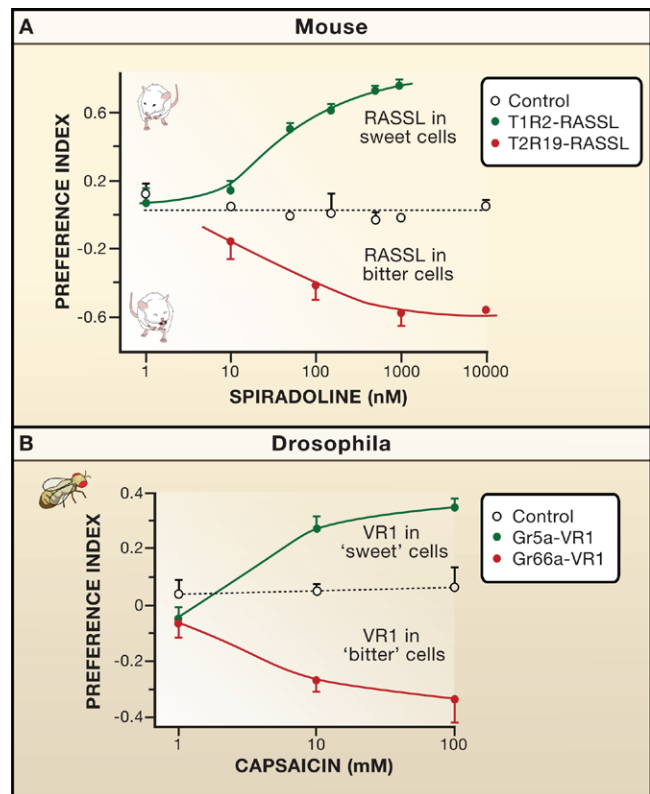 A
Mouse
PREFERENCE INDEX
0.6
0.2
-0.2
-0.6
RASSL in
sweet cells
RASSL in
bitter cells
Control
T1R2-RASSL
T2R19-RASSL
1
10
100
1000
10000
SPIRADOLINE (nM)
B
Drosophila
PREFERENCE INDEX
0.4
0.2
0
-0.2
-0.4
VR1 in
‘sweet’ cells
VR1 in
‘bitter’ cells
Control
Gr5a-VR1
Gr66a-VR1
1
10
100
CAPSAICIN (mM)